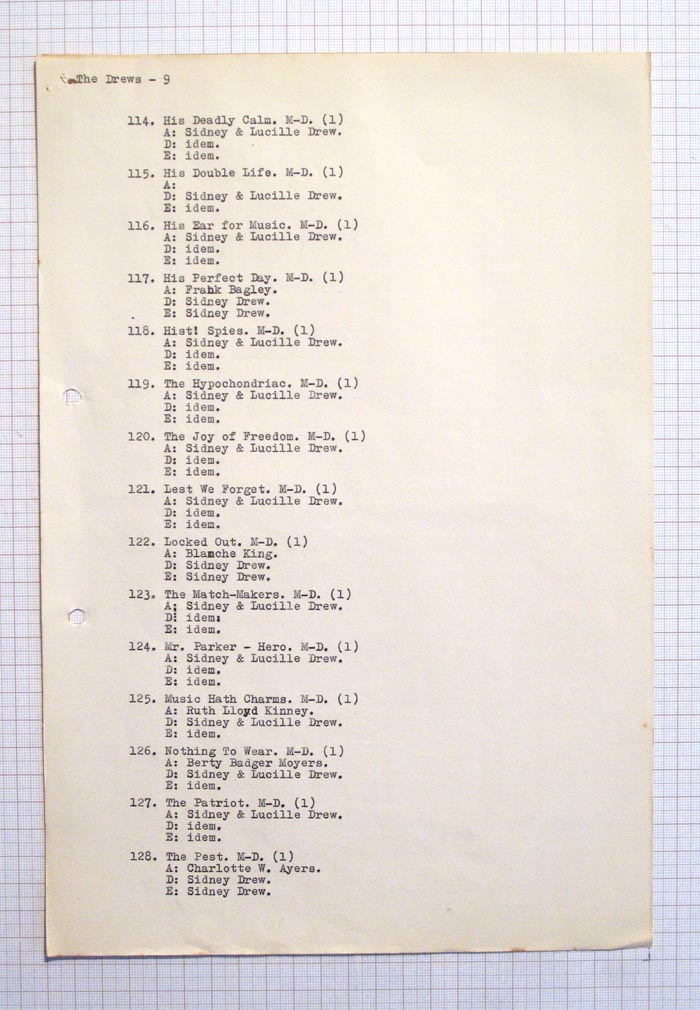 The Drews - 9
114. His Deadly Calm. M-D. (1)
A: Sidney & Lucille Drew.
D: idem.
E: idem.
115. His Double Life. M-D. (1)
A:
D: Sidney & Lucille Drew.
E: idem.
116. His Ear for Music. M-D. (1)
A: Sidney & Lucille Drew.
D: idem.
E: idem.
117. His Perfect Day. M-D. (1)
A: Frank Bagley.
D: Sidney Drew.
E: Sidney Drew.
118. Hist! Spies. M-D. (1)
A: Sidney & Lucille Drew.
D: idem.
E: idem.
119. The Hypochondriac. M-D. (1)
A: Sidney & Lucille Drew.
D: idem.
E: idem.
120. The Joy of Freedom. M-D. (1)
A: Sidney & Lucille Drew.
D: idem.
E: idem.
121. Lest We Forget. M-D. (1)
A: Sidney & Lucille Drew.
D: idem.
E: idem.
122. Locked Out. M-D. (1)
A: Blanche King.
D: Sidney Drew.
E: Sidney Drew.
123. The Match-Makers. M-D. (1)
A: Sidney & Lucille Drew.
D: idem:
E: idem.
124. Mr. Parker - Hero. M-D. (1)
A: Sidney & Lucille Drew.
D: idem.
E: idem.
125. Music Hath Charms. M-D. (1)
A: Ruth Lloyd Kinney.
D: Sidney & Lucille Drew.
E: idem.
126. Nothing To Wear. M-D. (1)
A: Berty Badger Moyers.
D: Sidney & Lucille Drew.
E: idem.
127. The Patriot. M-D. (1)
A: Sidney & Lucille Drew.
D: idem.
E: idem.
128. The Pest. M-D. (1)
A: Charlotte W. Ayers.
D: Sidney Drew.
E: Sidney Drew.